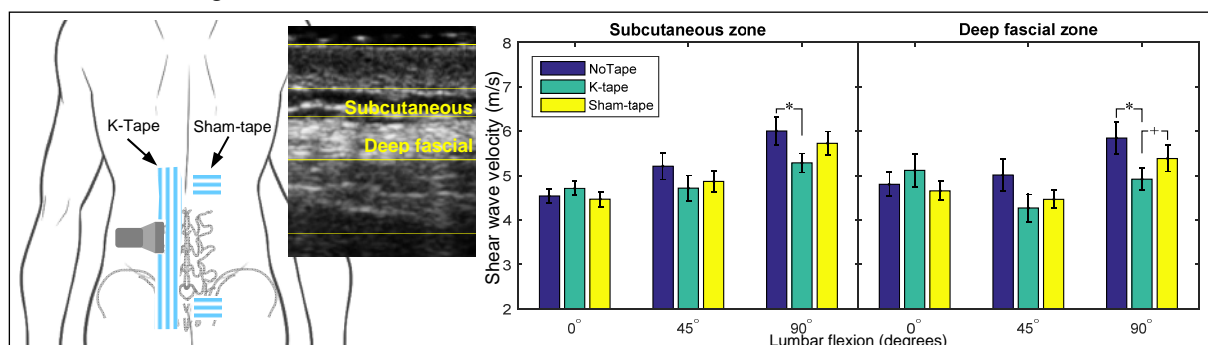 K-Tape
Sham-tape
Subcutaneous
Deep fascial
Subcutaneous zone
Deep fascial zone
Shear wave velocity (m/s)
8
7
6
5
4
3
2
NoTape
K-tape
Sham-tape
*
*
+
0°
45°
90°
0°
45°
90°
Lumbar flexion (degrees)